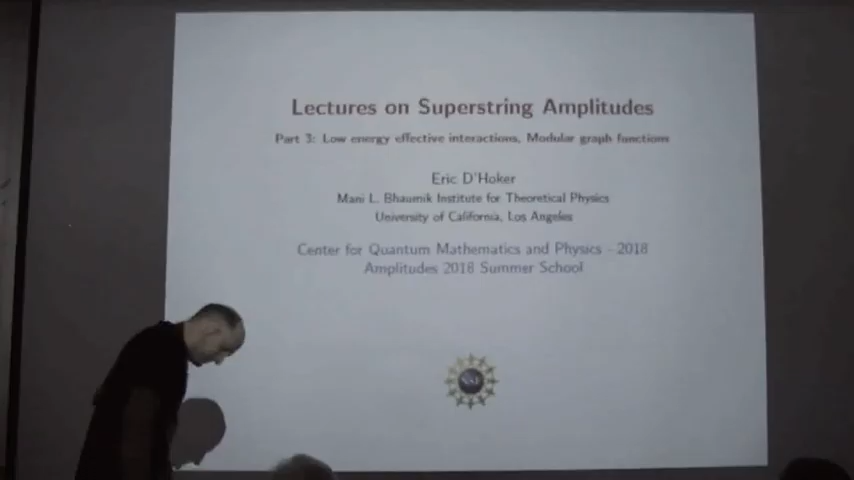 Lectures on Superstring Amplitudes
Part 3: Low energy effective interactions, Modular graph functions
Eric D'Hoker
Mani L. Bhaumik Institute for Theoretical Physics
University of California, Los Angeles
Center for Quantum Mathematics and Physics - 2018
Amplitudes 2018 Summer School
NSF